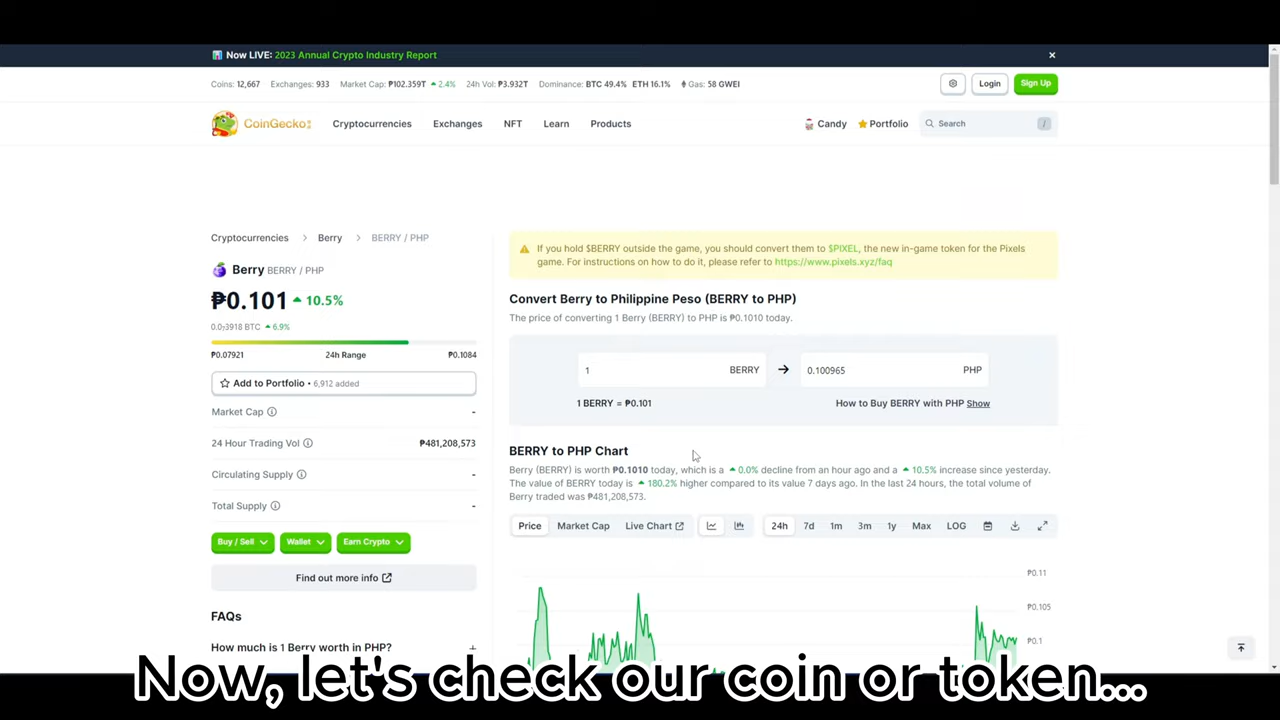 Now LIVE: 2023 Annual Crypto Industry Report
Coins: 12,667 Exchanges: 933 Market Cap: ₱102.359T 2.4% 24h Vol: ₱3.932T Dominance: BTC 49.4% ETH 16.1% Gas: 58 GWEI
Login
Sign Up
CoinGecko
Cryptocurrencies Exchanges NFT Learn Products
Candy Portfolio Search /
Cryptocurrencies > Berry > BERRY / PHP
Berry BERRY / PHP
₱0.101 10.5%
0.0₇3918 BTC 6.9%
₱0.07921 24h Range ₱0.1084
Add to Portfolio • 6,912 added
Market Cap -
24 Hour Trading Vol ₱481,208,573
Circulating Supply -
Total Supply -
Buy / Sell Wallet Earn Crypto
Find out more info
FAQs
How much is 1 Berry worth in PHP? +
If you hold $BERRY outside the game, you should convert them to $PIXEL, the new in-game token for the Pixels
game. For instructions on how to do it, please refer to https://www.pixels.xyz/faq
Convert Berry to Philippine Peso (BERRY to PHP)
The price of converting 1 Berry (BERRY) to PHP is ₱0.1010 today.
1 BERRY → 0.100965 PHP
1 BERRY = ₱0.101 How to Buy BERRY with PHP Show
BERRY to PHP Chart
Berry (BERRY) is worth ₱0.1010 today, which is a 0.0% decline from an hour ago and a 10.5% increase since yesterday.
The value of BERRY today is 180.2% higher compared to its value 7 days ago. In the last 24 hours, the total volume of
Berry traded was ₱481,208,573.
Price Market Cap Live Chart 24h 7d 1m 3m 1y Max LOG
₱0.11
₱0.105
₱0.1
Now, let's check our coin or token...